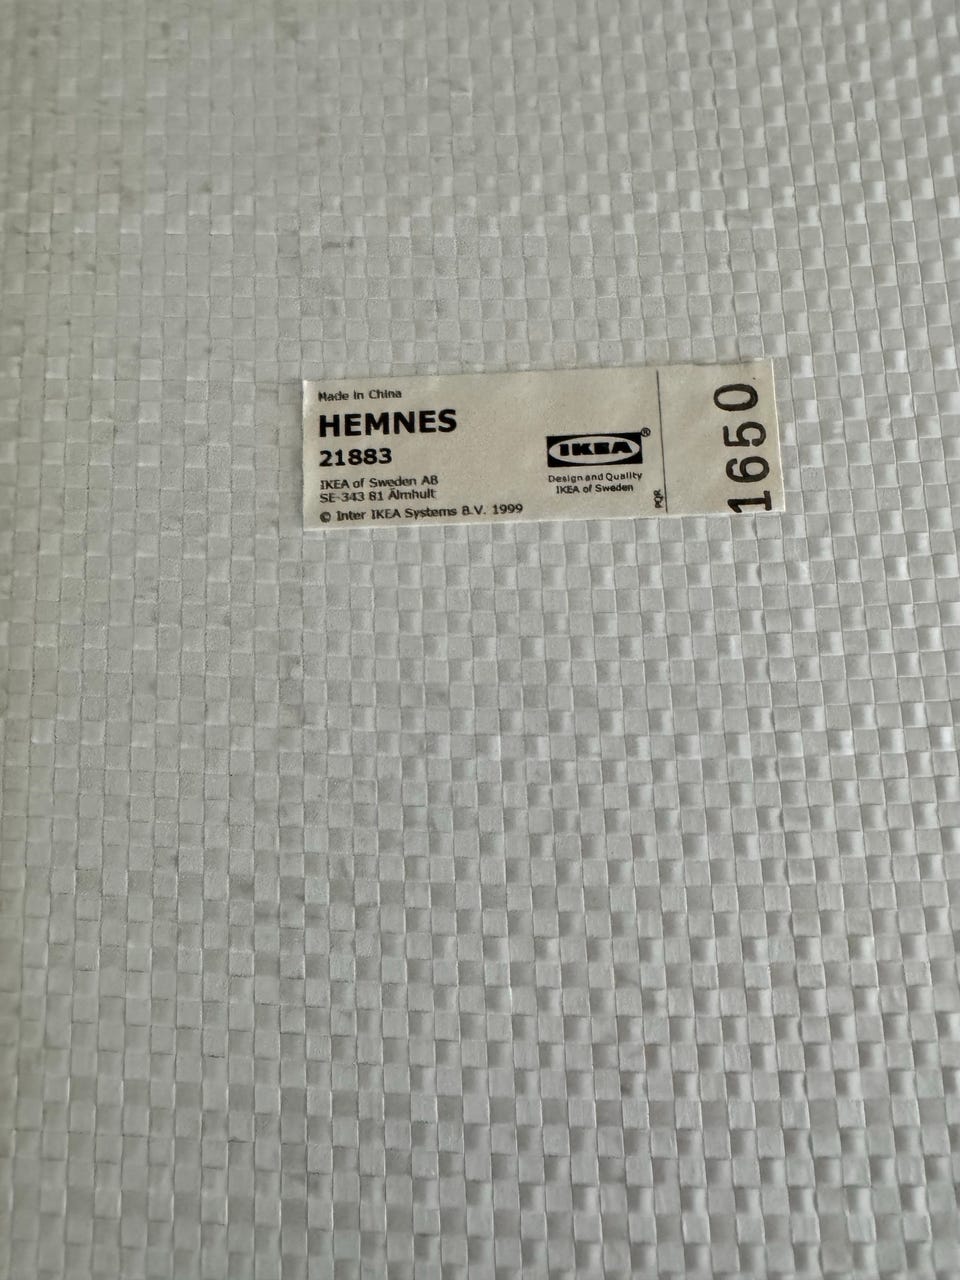 Made in China
HEMNES
21883
IKEA of Sweden AB
SE-343 81 Älmhult
© Inter IKEA Systems B.V. 1999
IKEA®
Design and Quality
IKEA of Sweden
PQR
1650